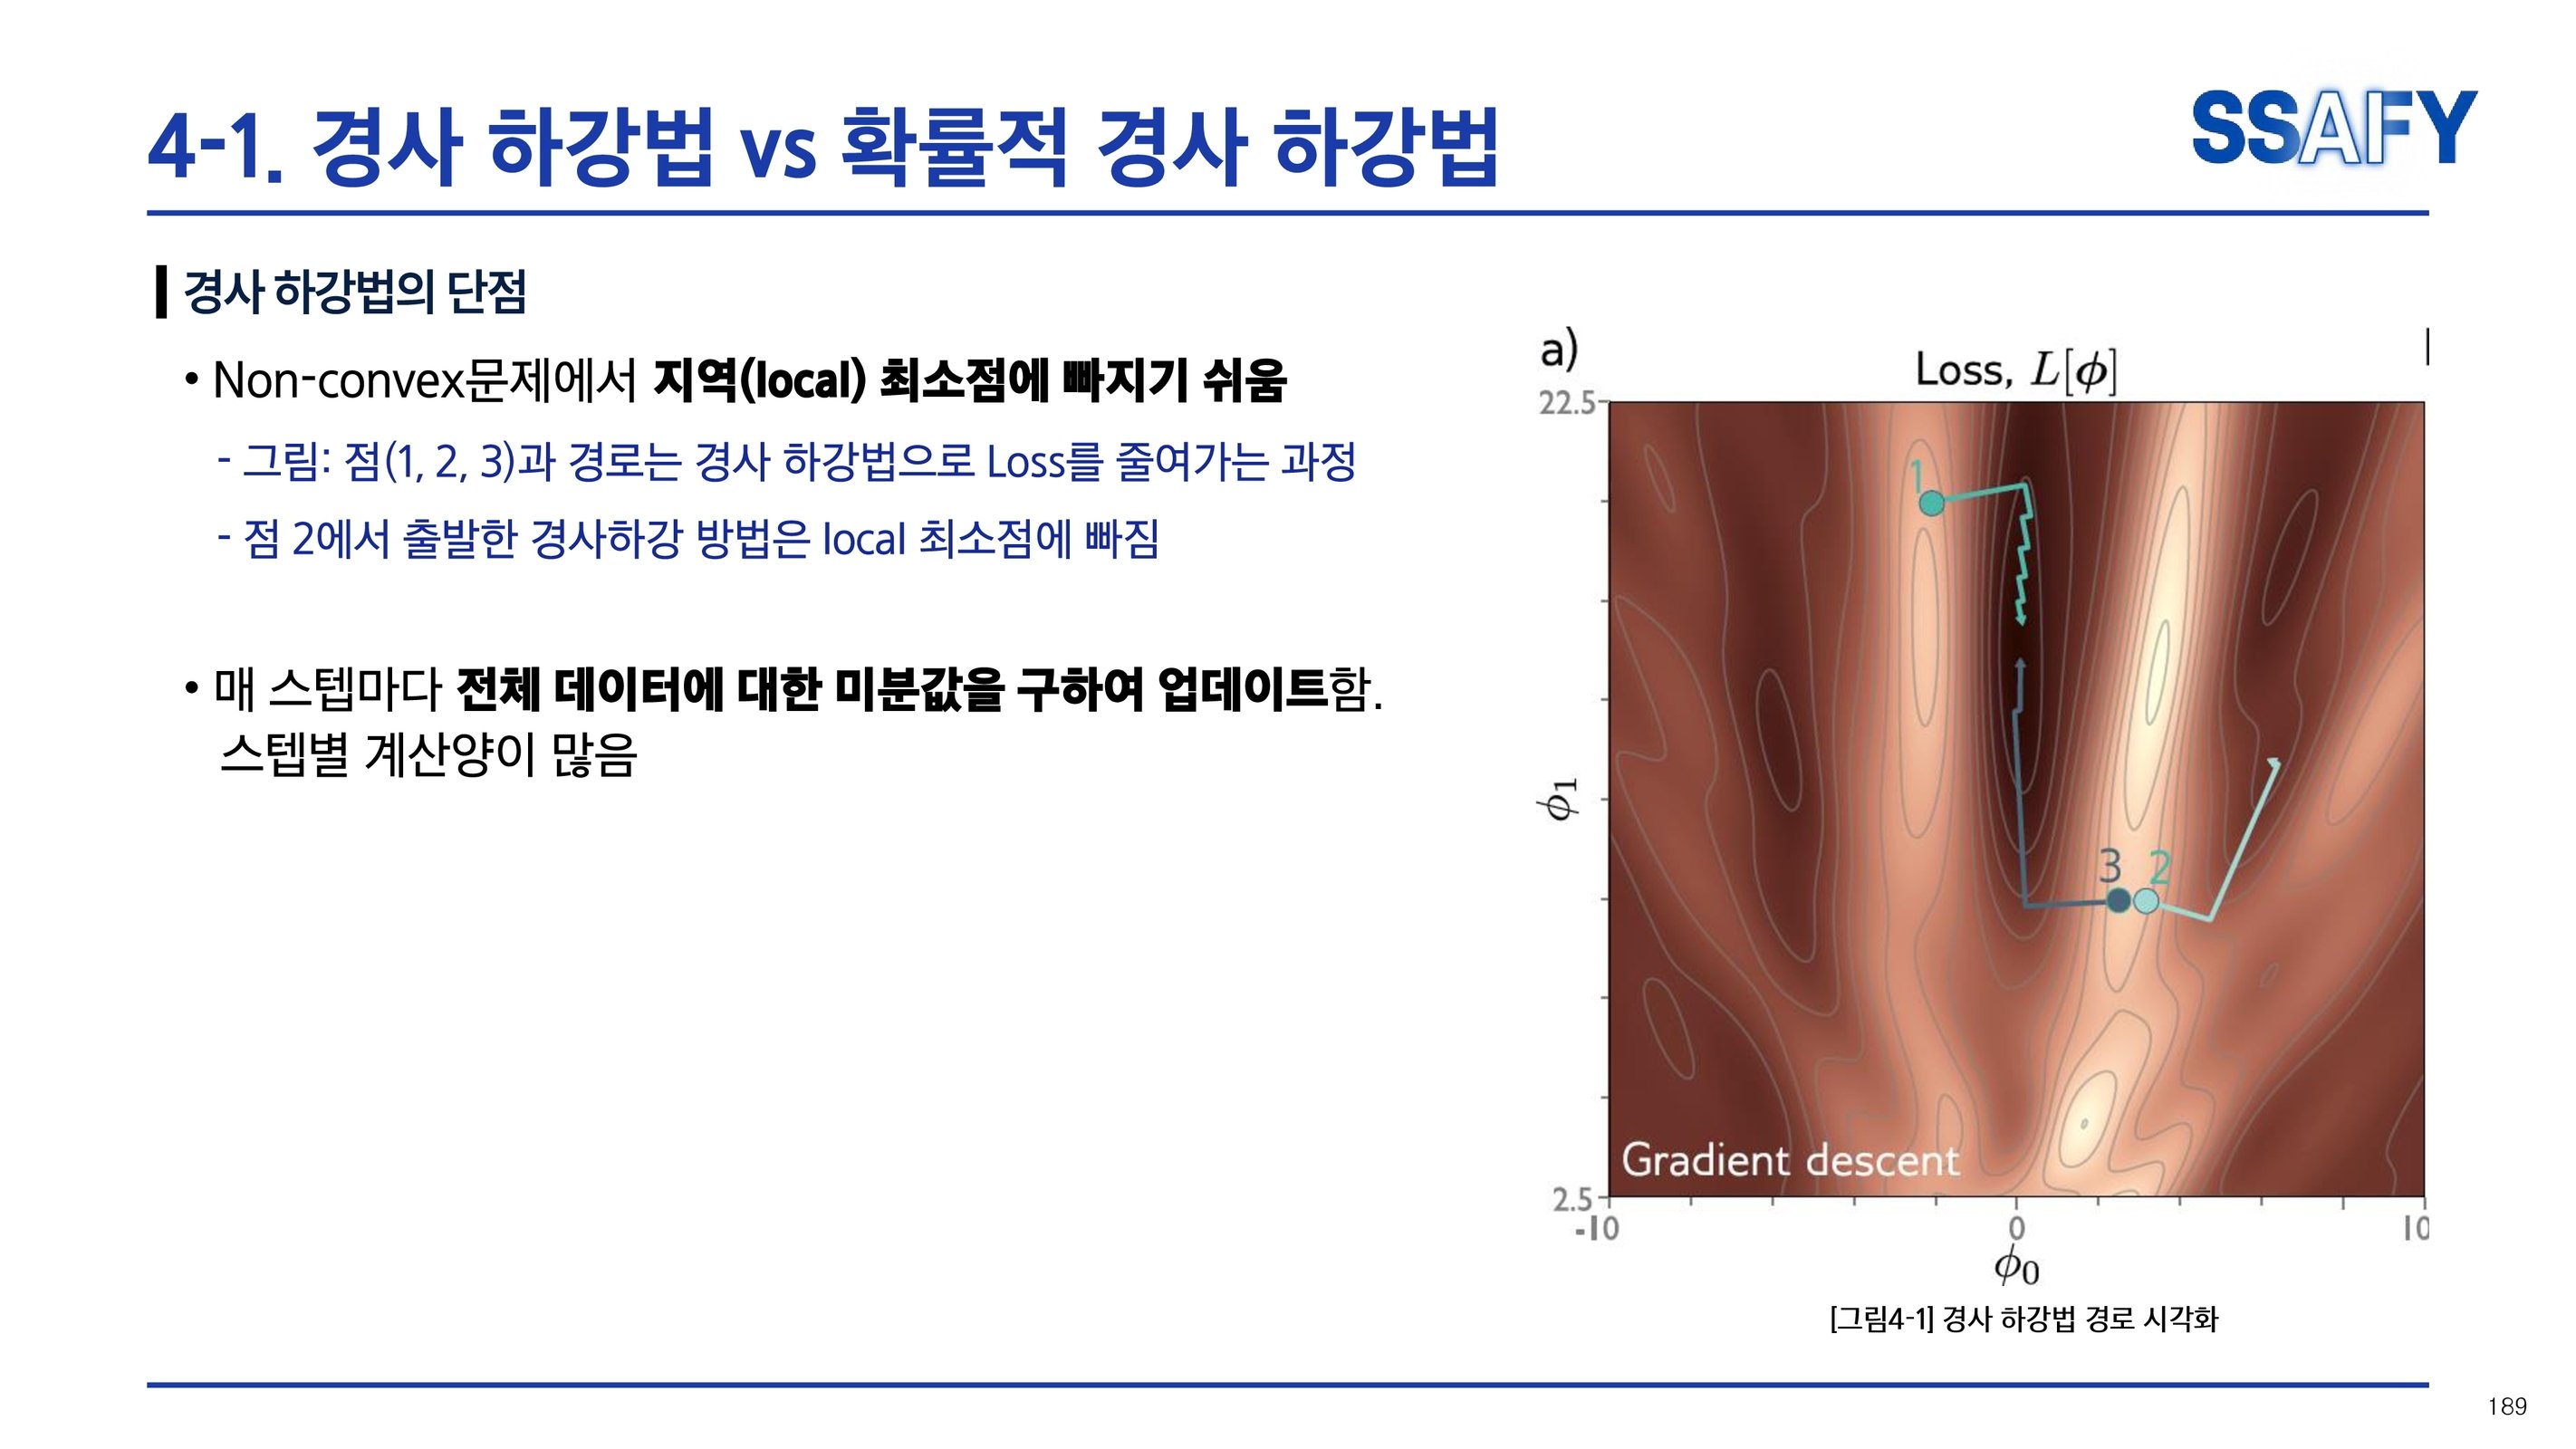 4-1. 경사 하강법 vs 확률적 경사 하강법
SSAFY
경사 하강법의 단점
• Non-convex문제에서 지역(local) 최소점에 빠지기 쉬움
- 그림: 점(1, 2, 3)과 경로는 경사 하강법으로 Loss를 줄여가는 과정
- 점 2에서 출발한 경사하강 방법은 local 최소점에 빠짐
• 매 스텝마다 전체 데이터에 대한 미분값을 구하여 업데이트함.
스텝별 계산양이 많음
a)
Loss, L[ϕ]
22.5
1
ϕ1
3 2
Gradient descent
2.5
-10 0 10
ϕ0
[그림4-1] 경사 하강법 경로 시각화
189